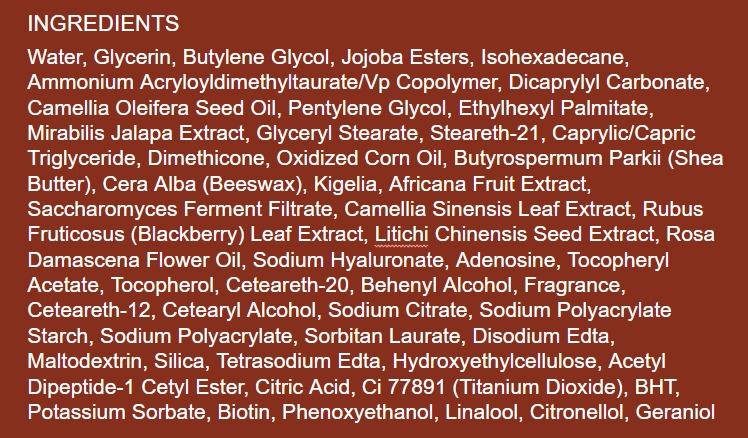 INGREDIENTS
Water, Glycerin, Butylene Glycol, Jojoba Esters, Isohexadecane,
Ammonium Acryloyldimethyltaurate/Vp Copolymer, Dicaprylyl Carbonate,
Camellia Oleifera Seed Oil, Pentylene Glycol, Ethylhexyl Palmitate,
Mirabilis Jalapa Extract, Glyceryl Stearate, Steareth-21, Caprylic/Capric
Triglyceride, Dimethicone, Oxidized Corn Oil, Butyrospermum Parkii (Shea
Butter), Cera Alba (Beeswax), Kigelia, Africana Fruit Extract,
Saccharomyces Ferment Filtrate, Camellia Sinensis Leaf Extract, Rubus
Fruticosus (Blackberry) Leaf Extract, Litichi Chinensis Seed Extract, Rosa
Damascena Flower Oil, Sodium Hyaluronate, Adenosine, Tocopheryl
Acetate, Tocopherol, Ceteareth-20, Behenyl Alcohol, Fragrance,
Ceteareth-12, Cetearyl Alcohol, Sodium Citrate, Sodium Polyacrylate
Starch, Sodium Polyacrylate, Sorbitan Laurate, Disodium Edta,
Maltodextrin, Silica, Tetrasodium Edta, Hydroxyethylcellulose, Acetyl
Dipeptide-1 Cetyl Ester, Citric Acid, Ci 77891 (Titanium Dioxide), BHT,
Potassium Sorbate, Biotin, Phenoxyethanol, Linalool, Citronellol, Geraniol